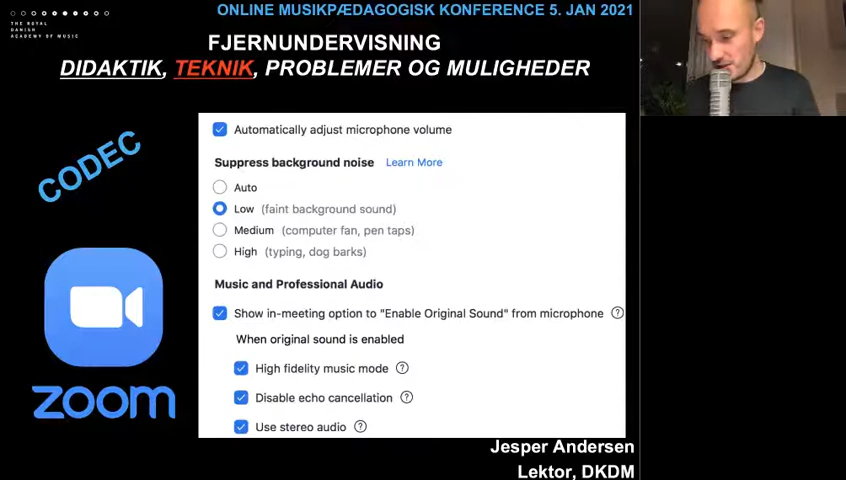 ONLINE MUSIKPÆDAGOGISK KONFERENCE 5. JAN 2021
THE ROYAL
DANISH
ACADEMY OF MUSIC
FJERNUNDERVISNING
DIDAKTIK, TEKNIK, PROBLEMER OG MULIGHEDER
CODEC
zoom
Automatically adjust microphone volume
Suppress background noise Learn More
Auto
Low (faint background sound)
Medium (computer fan, pen taps)
High (typing, dog barks)
Music and Professional Audio
Show in-meeting option to "Enable Original Sound" from microphone ?
When original sound is enabled
High fidelity music mode ?
Disable echo cancellation ?
Use stereo audio ?
Jesper Andersen
Lektor, DKDM